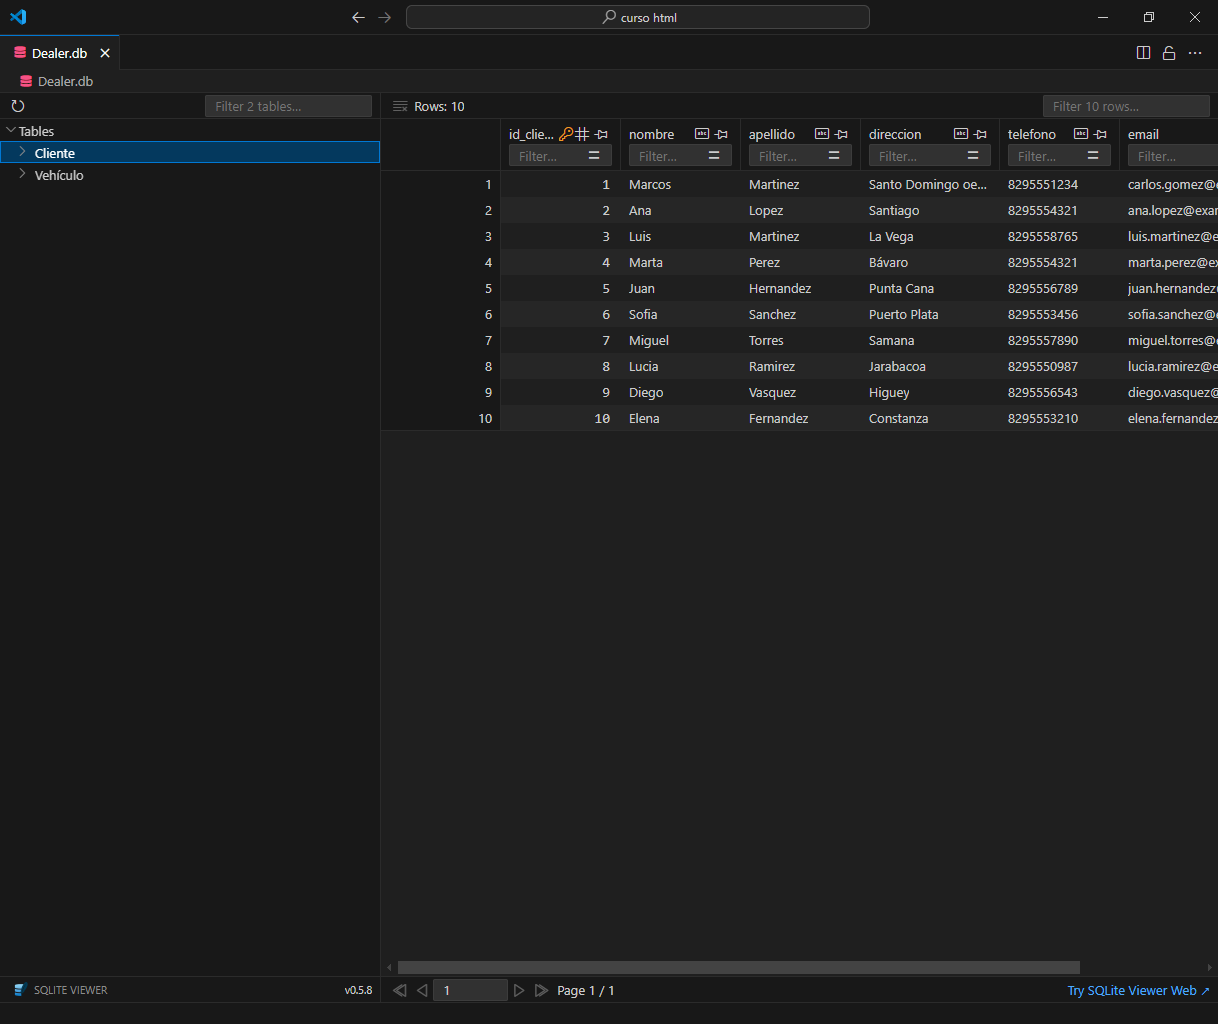 curso html
Dealer.db
Dealer.db
Filter 2 tables...
Rows: 10
Filter 10 rows...
Tables
Cliente
Vehículo
id_clie... nombre apellido direccion telefono email
Filter... Filter... Filter... Filter... Filter... Filter...
1 1 Marcos Martinez Santo Domingo oe... 8295551234 carlos.gomez@
2 2 Ana Lopez Santiago 8295554321 ana.lopez@exar
3 3 Luis Martinez La Vega 8295558765 luis.martinez@e
4 4 Marta Perez Bávaro 8295554321 marta.perez@ex
5 5 Juan Hernandez Punta Cana 8295556789 juan.hernandez
6 6 Sofia Sanchez Puerto Plata 8295553456 sofia.sanchez@
7 7 Miguel Torres Samana 8295557890 miguel.torres@
8 8 Lucia Ramirez Jarabacoa 8295550987 lucia.ramirez@e
9 9 Diego Vasquez Higuey 8295556543 diego.vasquez@
10 10 Elena Fernandez Constanza 8295553210 elena.fernandez
SQLITE VIEWER
v0.5.8
1
Page 1 / 1
Try SQLite Viewer Web ↗